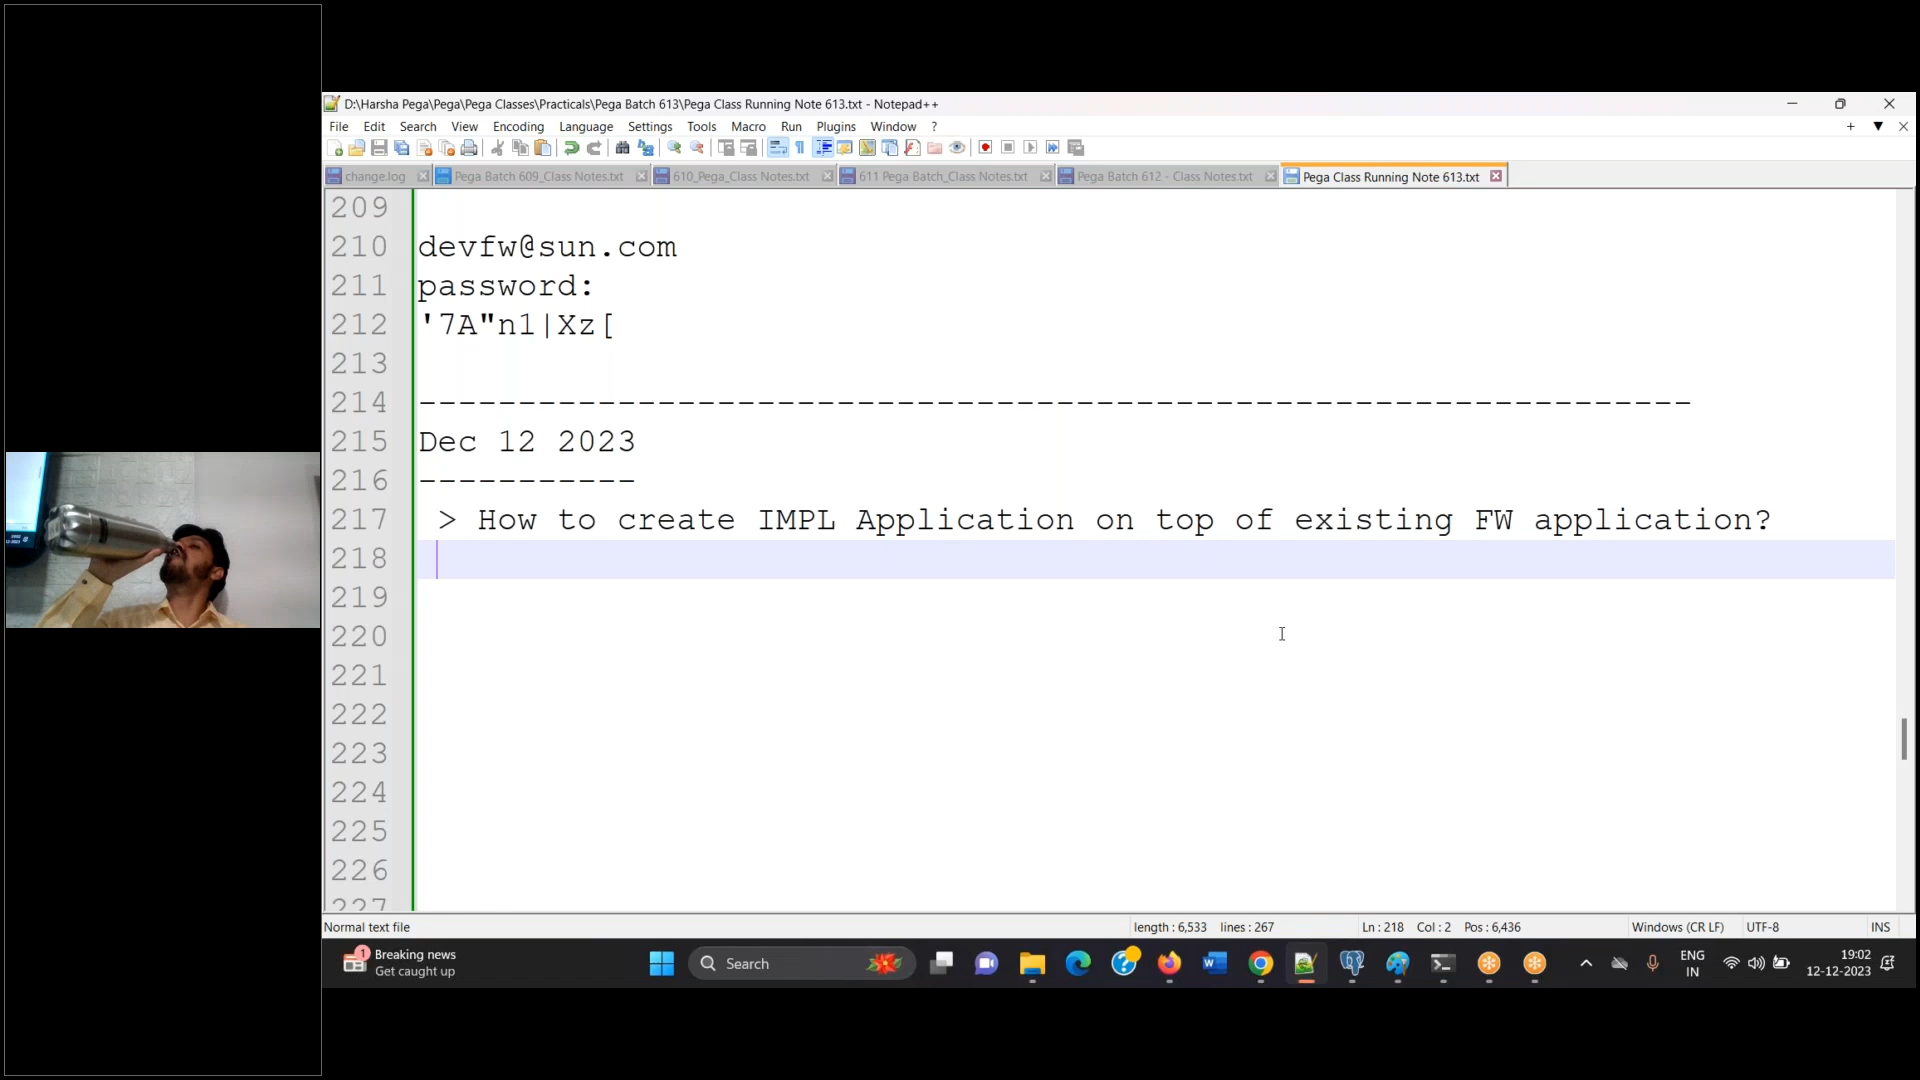 D:\Harsha Pega\Pega\Pega Classes\Practicals\Pega Batch 613\Pega Class Running Note 613.txt - Notepad++
File Edit Search View Encoding Language Settings Tools Macro Run Plugins Window ?
change.log Pega Batch 609_Class Notes.txt 610_Pega_Class Notes.txt 611 Pega Batch_Class Notes.txt Pega Batch 612 - Class Notes.txt Pega Class Running Note 613.txt
209
210 devfw@sun.com
211 password:
212 '7A"n1|Xz[
213
214 ----------------------------------------------------------------
215 Dec 12 2023
216 -----------
217 > How to create IMPL Application on top of existing FW application?
218
219
220
221
222
223
224
225
226
227
Normal text file length : 6,533 lines : 267 Ln : 218 Col : 2 Pos : 6,436 Windows (CR LF) UTF-8 INS
1 Breaking news
Get caught up
Search
ENG
IN
19:02
12-12-2023